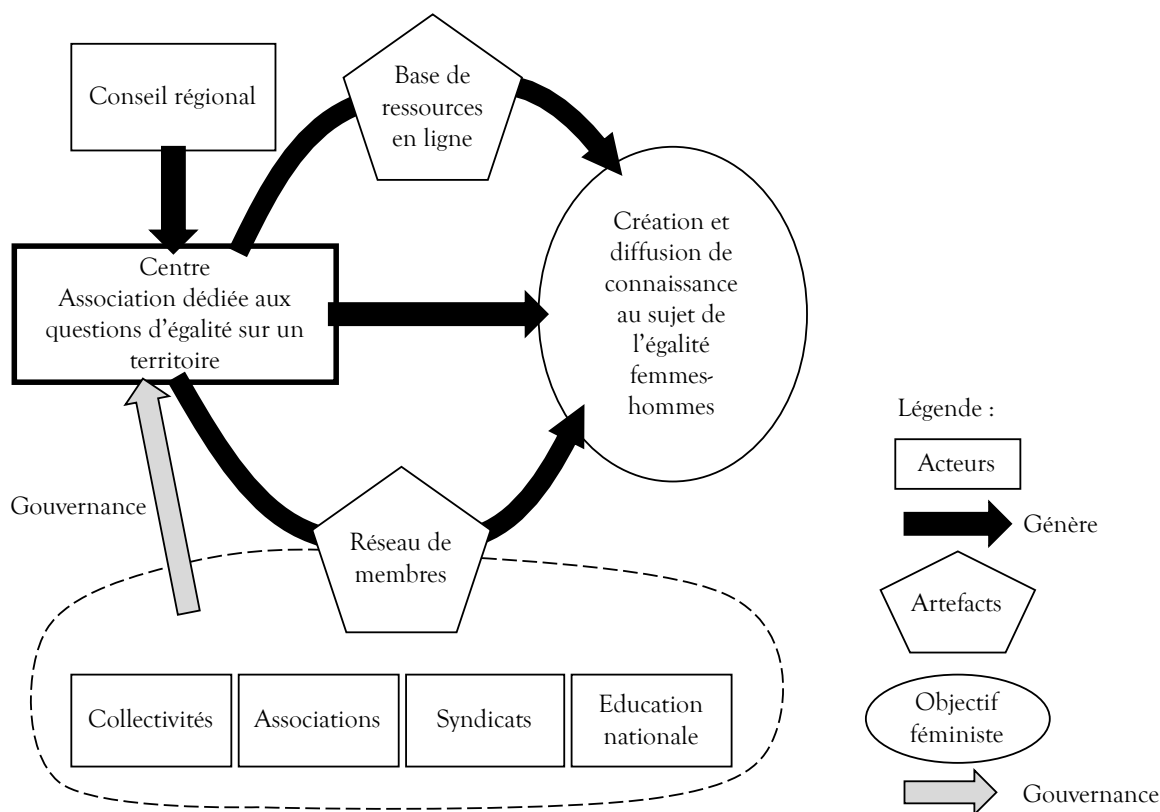 Conseil régional
Base de
ressources
en ligne
Centre
Association dédiée aux
questions d’égalité sur un
territoire
Création et
diffusion de
connaissance
au sujet de
l’égalité
femmes-
hommes
Gouvernance
Réseau de
membres
Collectivités
Associations
Syndicats
Education
nationale
Légende :
Acteurs
Génère
Artefacts
Objectif
féministe
Gouvernance